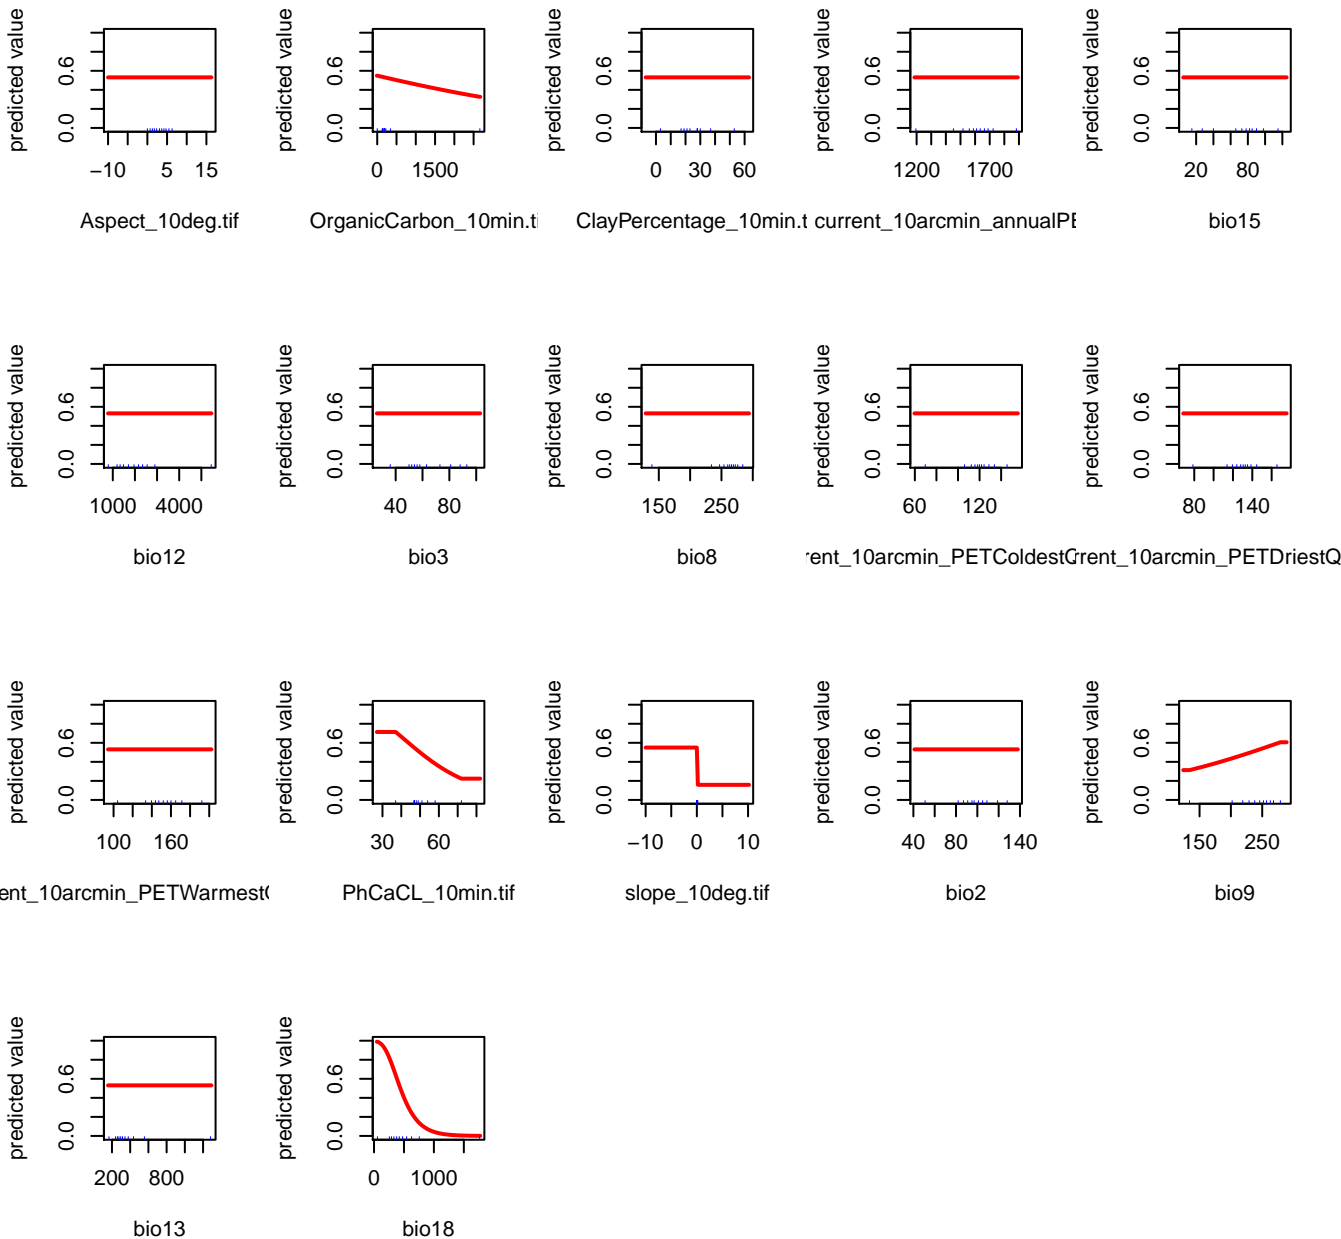 predicted value
0.0 0.6
−10 5 15
Aspect_10deg.tif
predicted value
0.0 0.6
0 1500
OrganicCarbon_10min.ti
predicted value
0.0 0.6
0 30 60
ClayPercentage_10min.t
predicted value
0.0 0.6
1200 1700
current_10arcmin_annualPE
predicted value
0.0 0.6
20 80
bio15
predicted value
0.0 0.6
1000 4000
bio12
predicted value
0.0 0.6
40 80
bio3
predicted value
0.0 0.6
150 250
bio8
predicted value
0.0 0.6
60 120
rent_10arcmin_PETColdestQ
predicted value
0.0 0.6
80 140
rrent_10arcmin_PETDriestQ
predicted value
0.0 0.6
100 160
ent_10arcmin_PETWarmestQ
predicted value
0.0 0.6
30 60
PhCaCL_10min.tif
predicted value
0.0 0.6
−10 0 10
slope_10deg.tif
predicted value
0.0 0.6
40 80 140
bio2
predicted value
0.0 0.6
150 250
bio9
predicted value
0.0 0.6
200 800
bio13
predicted value
0.0 0.6
0 1000
bio18